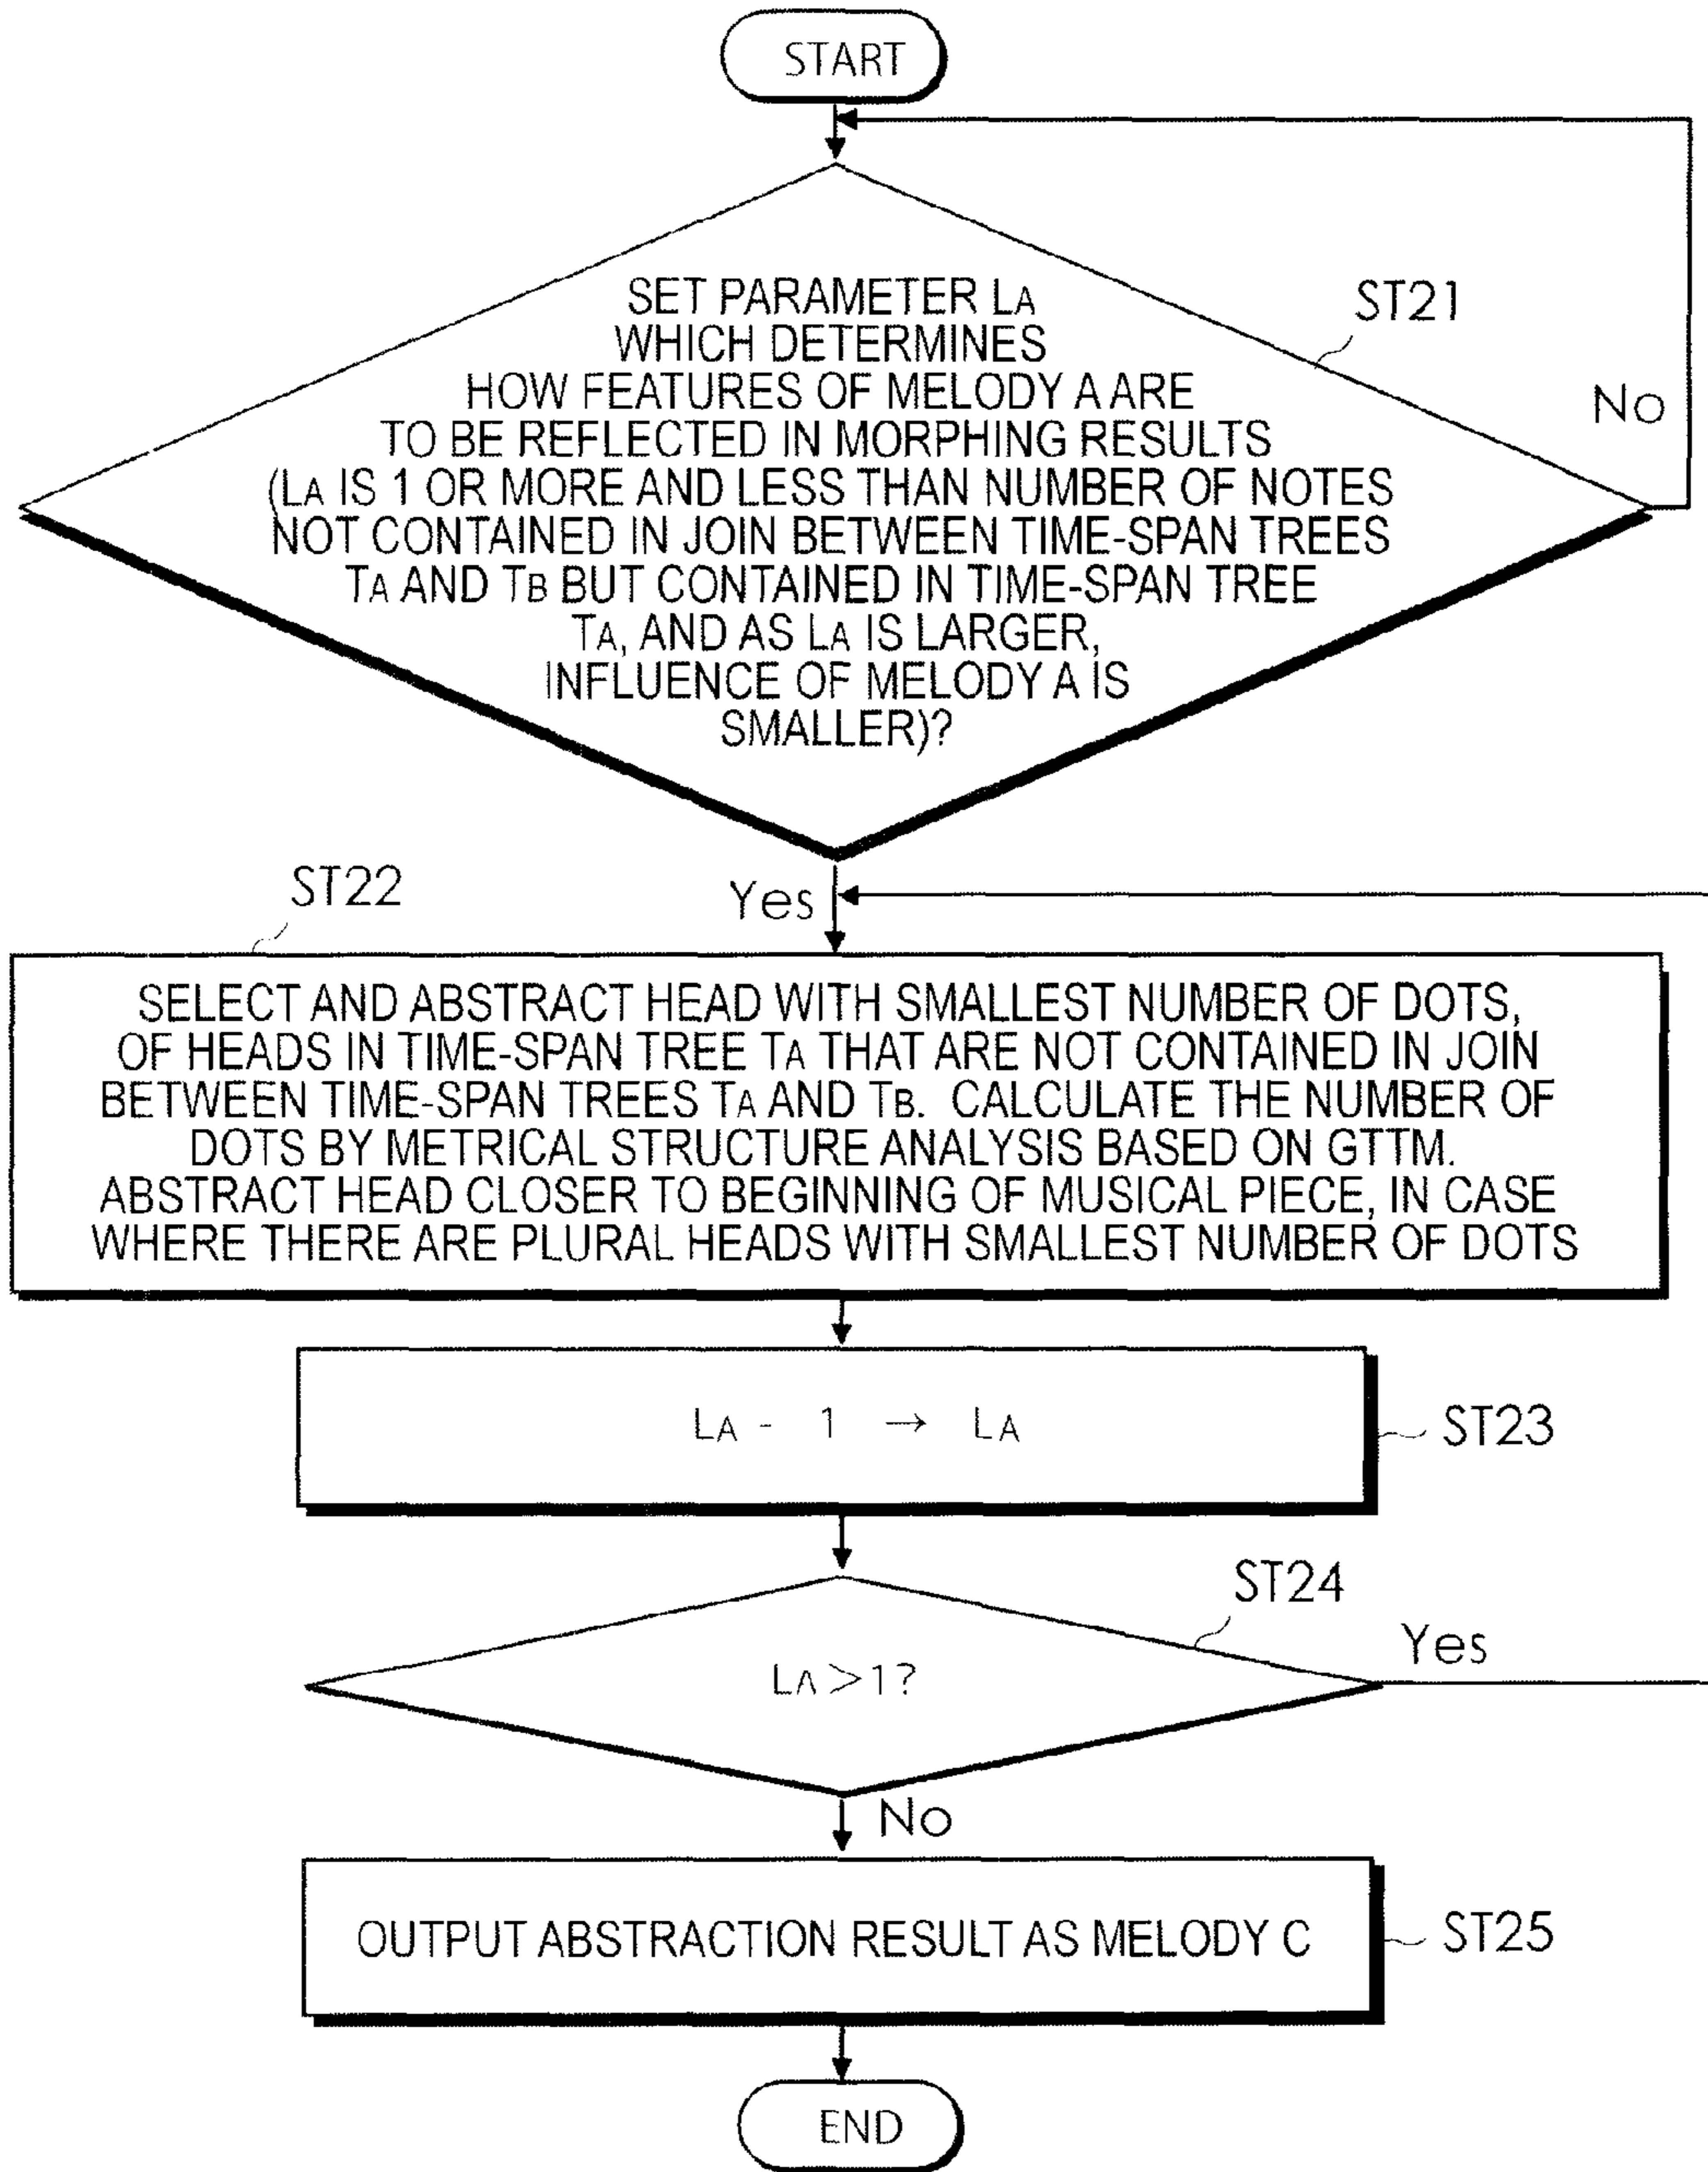 START
SET PARAMETER LA
WHICH DETERMINES
HOW FEATURES OF MELODY A ARE
TO BE REFLECTED IN MORPHING RESULTS
(LA IS 1 OR MORE AND LESS THAN NUMBER OF NOTES
NOT CONTAINED IN JOIN BETWEEN TIME-SPAN TREES
TA AND TB BUT CONTAINED IN TIME-SPAN TREE
TA, AND AS LA IS LARGER,
INFLUENCE OF MELODY A IS
SMALLER)?
ST21
No
Yes
ST22
SELECT AND ABSTRACT HEAD WITH SMALLEST NUMBER OF DOTS,
OF HEADS IN TIME-SPAN TREE TA THAT ARE NOT CONTAINED IN JOIN
BETWEEN TIME-SPAN TREES TA AND TB. CALCULATE THE NUMBER OF
DOTS BY METRICAL STRUCTURE ANALYSIS BASED ON GTTM.
ABSTRACT HEAD CLOSER TO BEGINNING OF MUSICAL PIECE, IN CASE
WHERE THERE ARE PLURAL HEADS WITH SMALLEST NUMBER OF DOTS
LA - 1 → LA
ST23
ST24
LA >1?
Yes
No
OUTPUT ABSTRACTION RESULT AS MELODY C
ST25
END